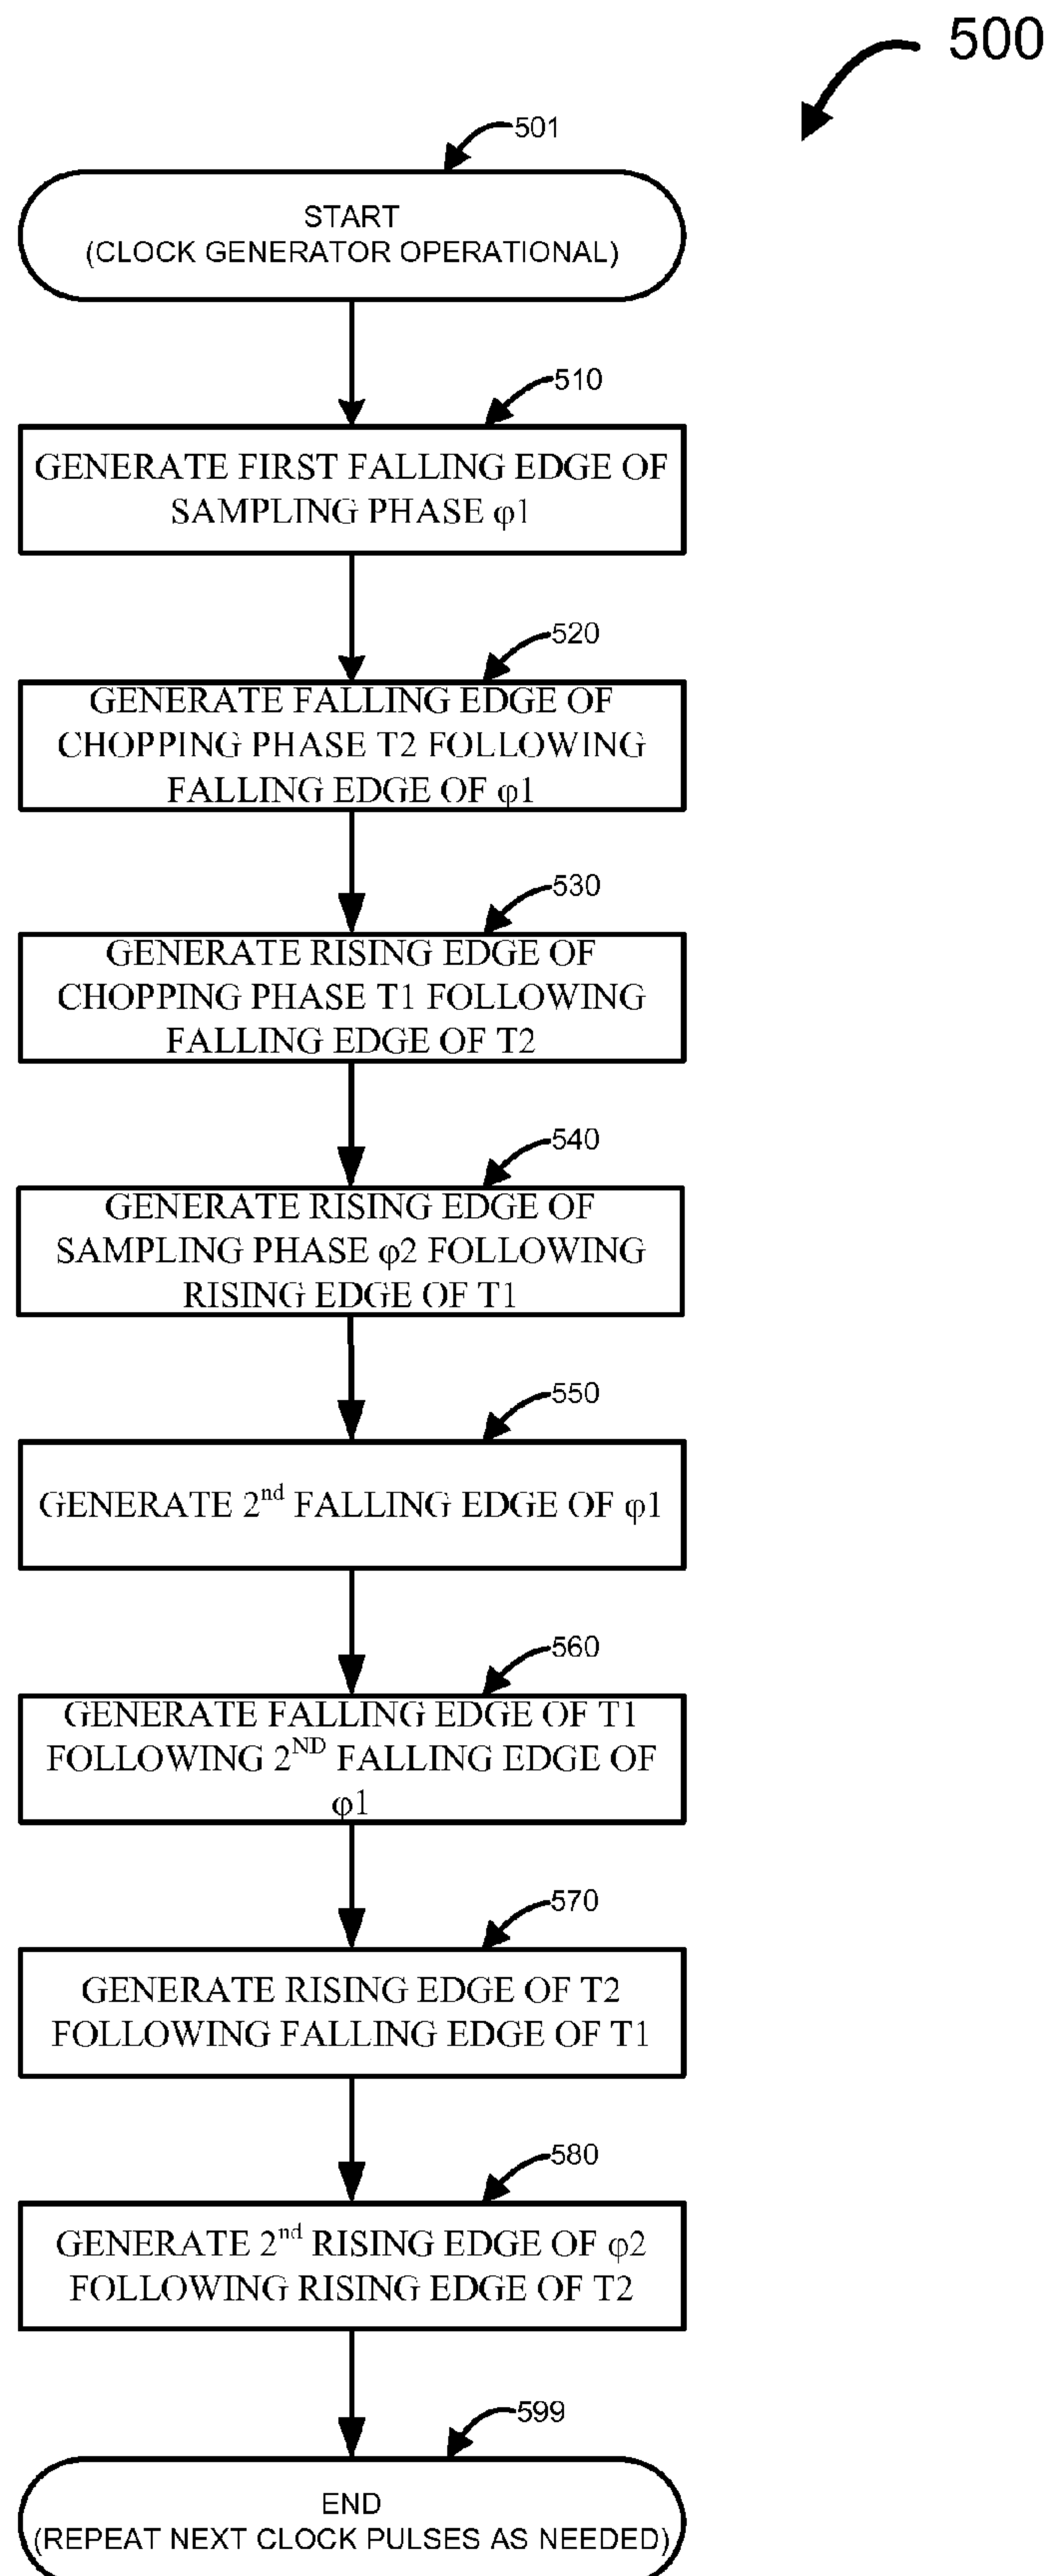 500
501
START
(CLOCK GENERATOR OPERATIONAL)
510
GENERATE FIRST FALLING EDGE OF
SAMPLING PHASE φ1
520
GENERATE FALLING EDGE OF
CHOPPING PHASE T2 FOLLOWING
FALLING EDGE OF φ1
530
GENERATE RISING EDGE OF
CHOPPING PHASE T1 FOLLOWING
FALLING EDGE OF T2
540
GENERATE RISING EDGE OF
SAMPLING PHASE φ2 FOLLOWING
RISING EDGE OF T1
550
GENERATE 2nd FALLING EDGE OF φ1
560
GENERATE FALLING EDGE OF T1
FOLLOWING 2ND FALLING EDGE OF
φ1
570
GENERATE RISING EDGE OF T2
FOLLOWING FALLING EDGE OF T1
580
GENERATE 2nd RISING EDGE OF φ2
FOLLOWING RISING EDGE OF T2
599
END
(REPEAT NEXT CLOCK PULSES AS NEEDED)